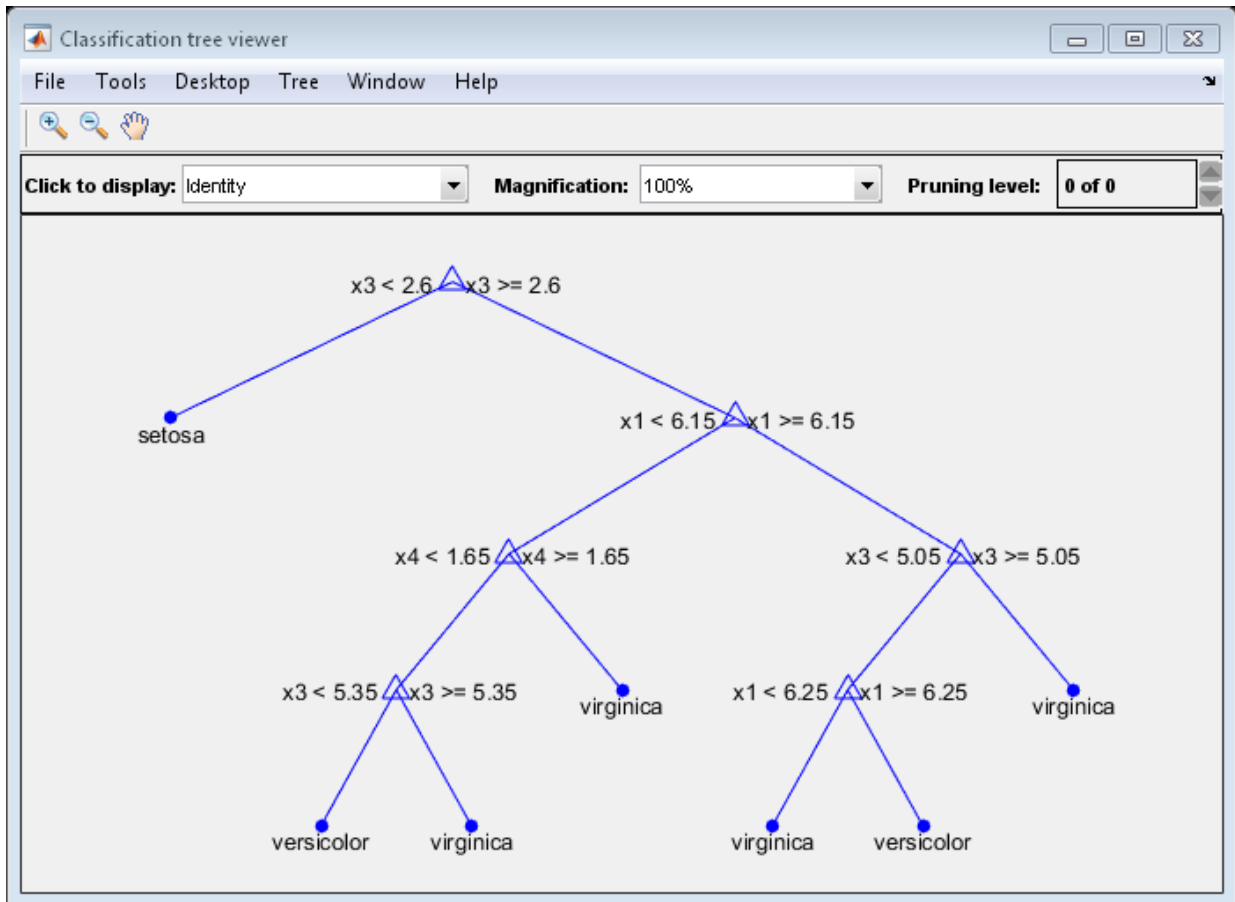 Classification tree viewer
File Tools Desktop Tree Window Help
Click to display: Identity Magnification: 100% Pruning level: 0 of 0
x3 < 2.6 x3 >= 2.6
setosa
x1 < 6.15 x1 >= 6.15
x4 < 1.65 x4 >= 1.65
x3 < 5.05 x3 >= 5.05
x3 < 5.35 x3 >= 5.35
virginica
x1 < 6.25 x1 >= 6.25
virginica
versicolor
virginica
virginica
versicolor